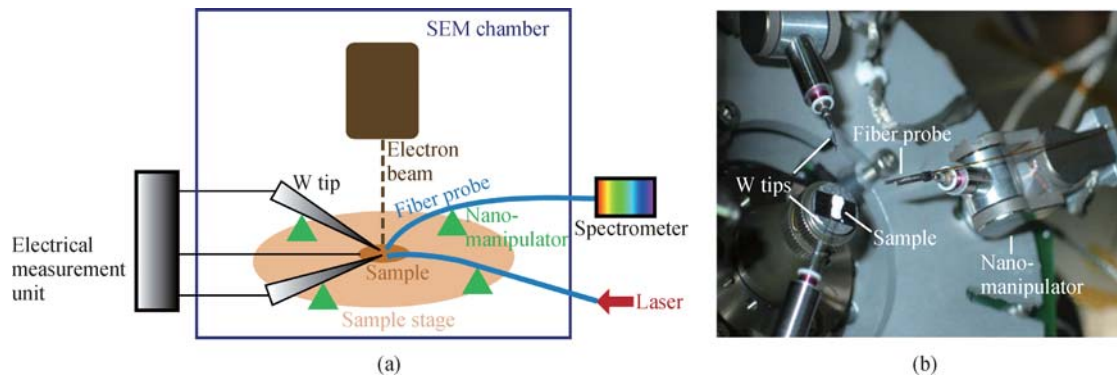 SEM chamber
Electron
beam
W tip
Fiber probe
Nano-
manipulator
Spectrometer
Electrical
measurement
unit
Sample
Laser
Sample stage
(a)
Fiber probe
W tips
Sample
Nano-
manipulator
(b)